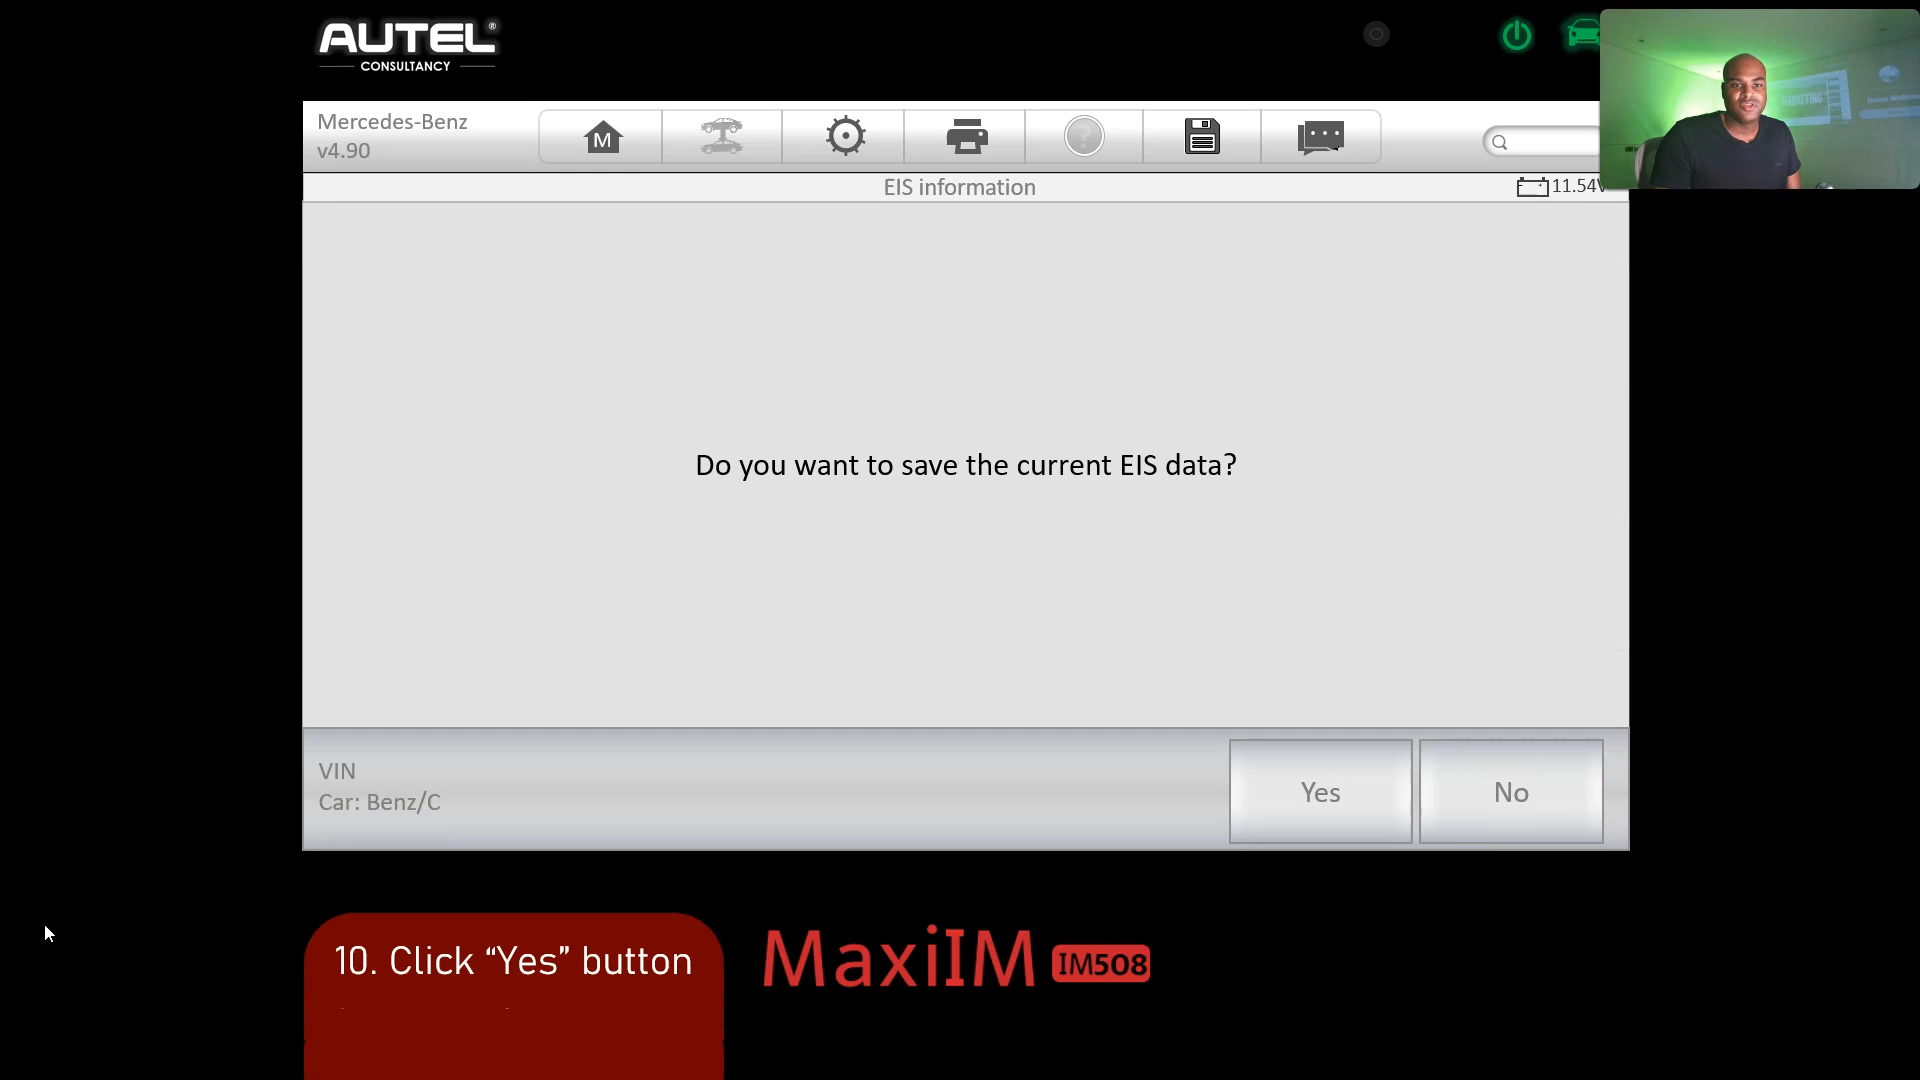 AUTEL®
CONSULTANCY
Mercedes-Benz
v4.90
M
?
EIS information
11.54V
Do you want to save the current EIS data?
VIN
Car: Benz/C
Yes
No
10. Click “Yes” button
MaxiIM IM508